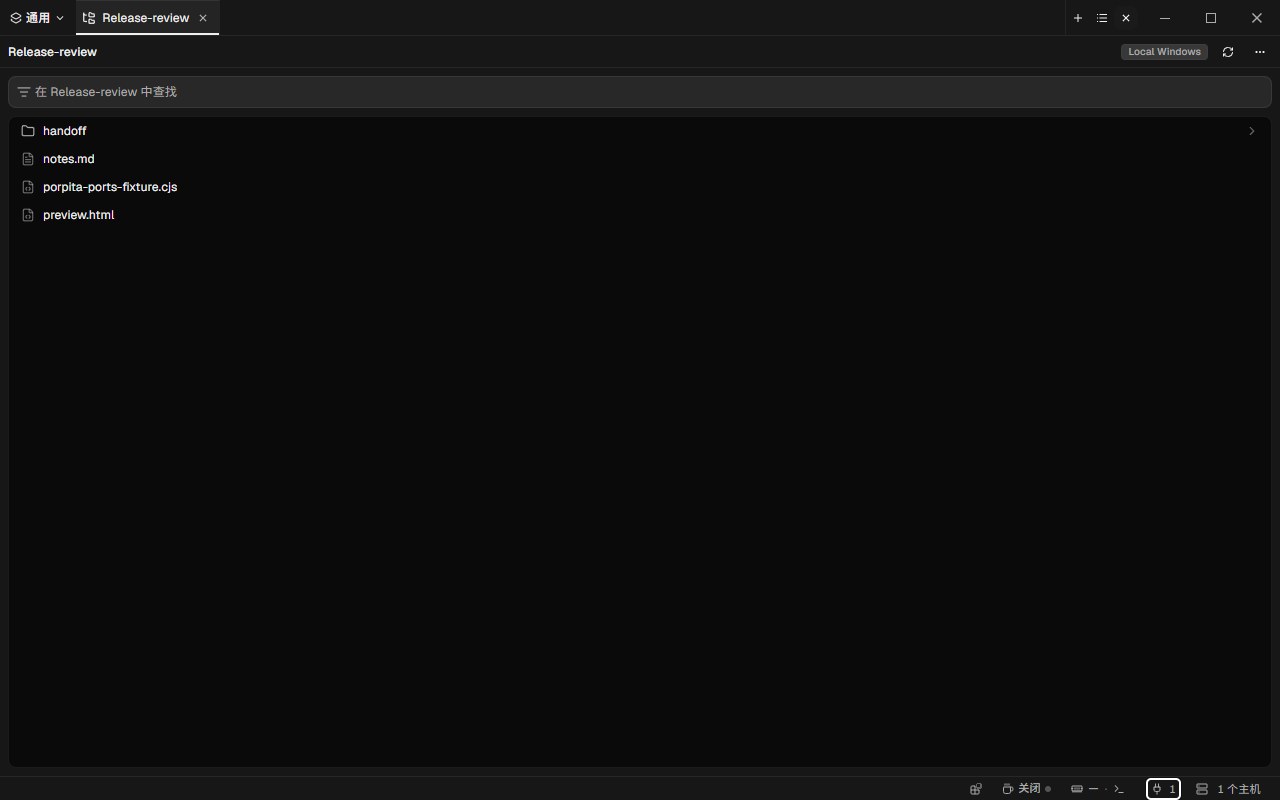 通用
Release-review
Release-review
Local Windows
在 Release-review 中查找
handoff
notes.md
porpita-ports-fixture.cjs
preview.html
关闭
1
1 个主机